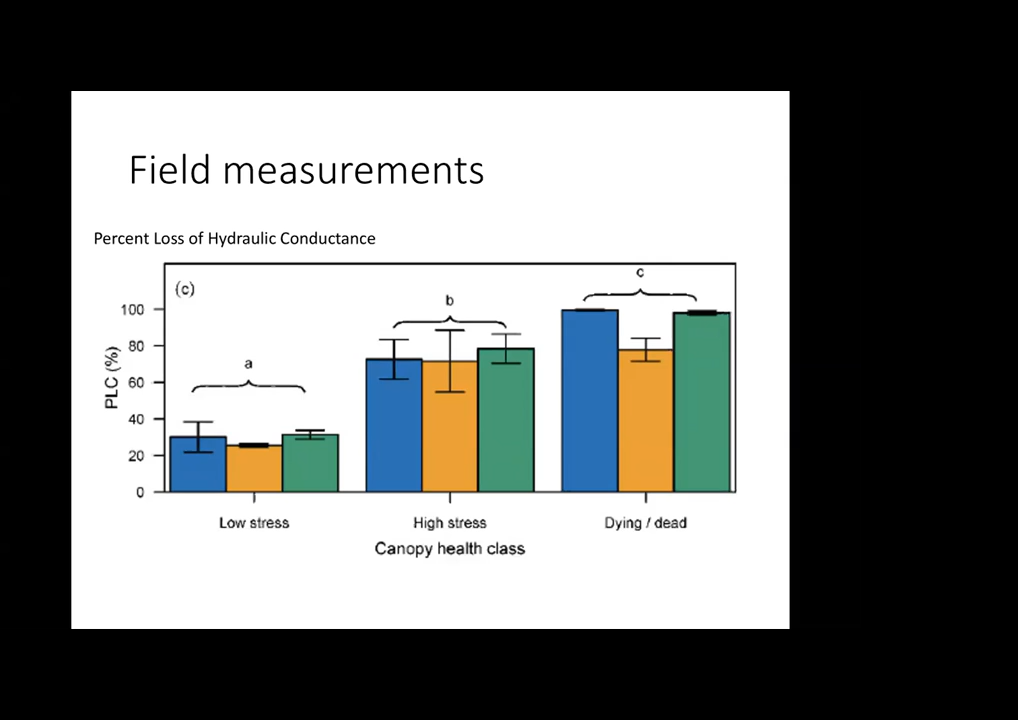 Field measurements
Percent Loss of Hydraulic Conductance
(c)
a
b
c
PLC (%)
100
80
60
40
20
0
Low stress
High stress
Dying / dead
Canopy health class